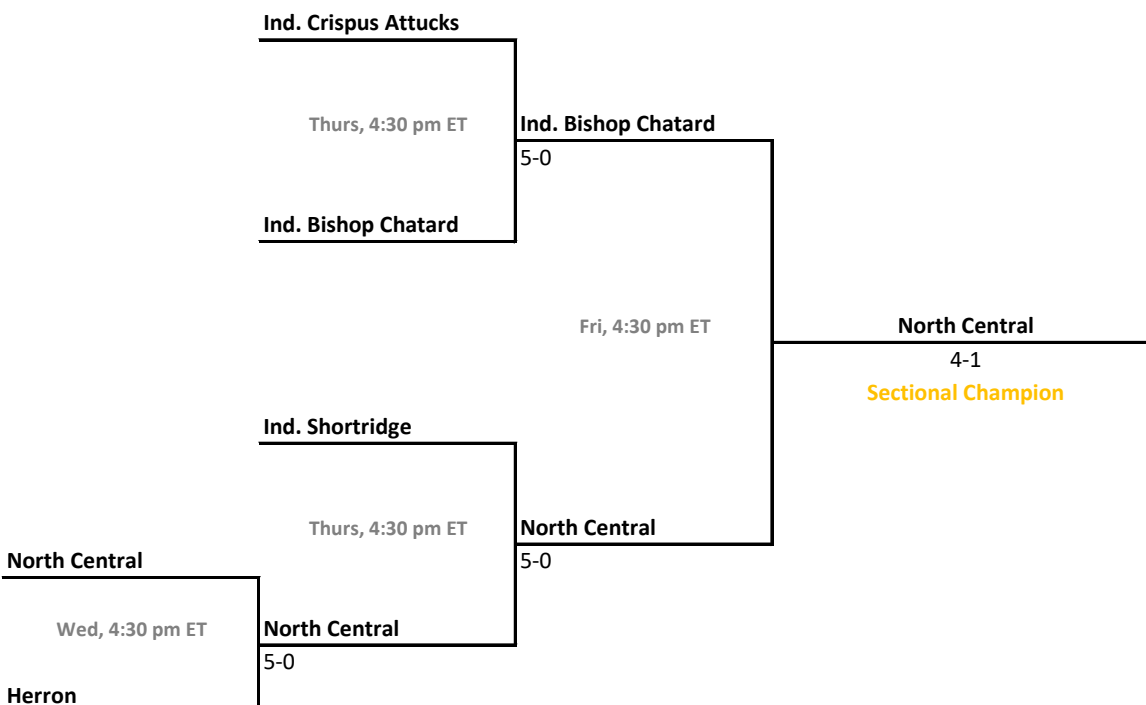 Ind. Crispus Attucks
Thurs, 4:30 pm ET
Ind. Bishop Chatard
5-0
Ind. Bishop Chatard
Fri, 4:30 pm ET
North Central
4-1
Sectional Champion
Ind. Shortridge
Thurs, 4:30 pm ET
North Central
5-0
North Central
Wed, 4:30 pm ET
North Central
5-0
Herron